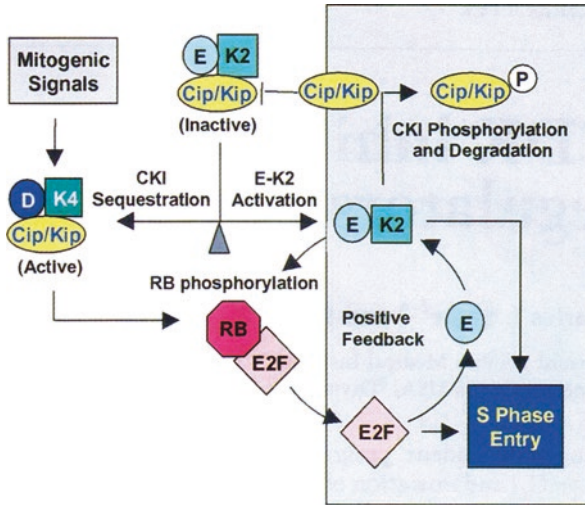 Mitogenic
Signals
E
K2
Cip/Kip
(Inactive)
Cip/Kip
Cip/Kip
P
CKI Phosphorylation
and Degradation
CKI
Sequestration
E-K2
Activation
D
K4
Cip/Kip
(Active)
E
K2
RB phosphorylation
RB
E2F
Positive
Feedback
E
E2F
S Phase
Entry